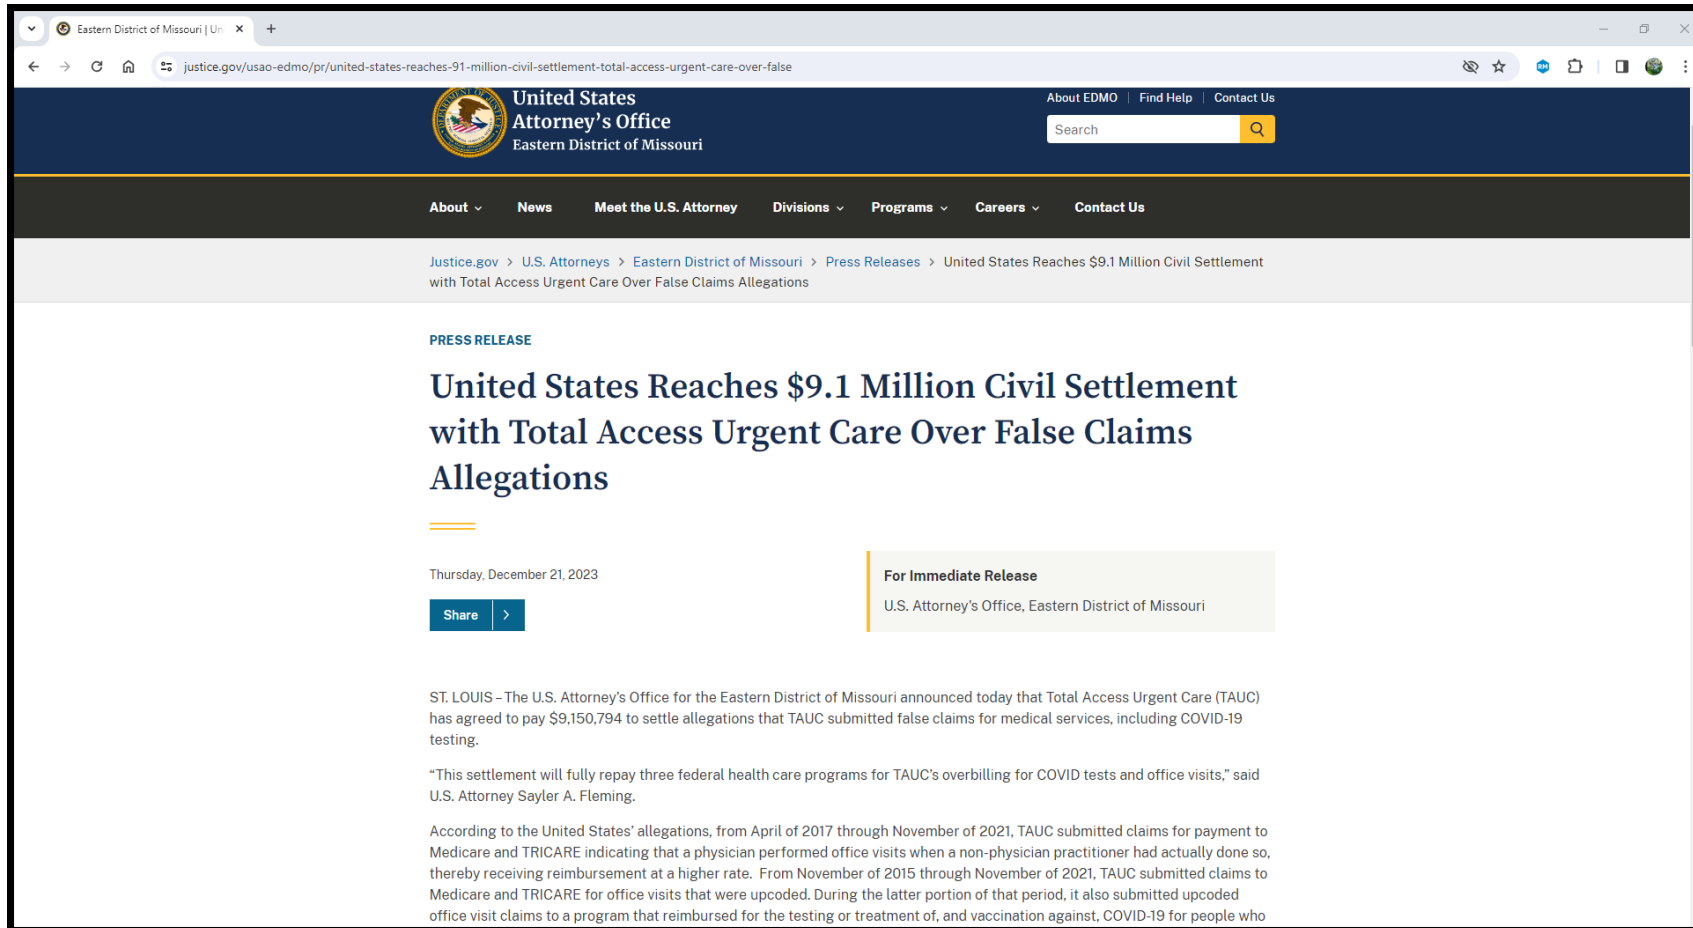 Eastern District of Missouri | Un
justice.gov/usao-edmo/pr/united-states-reaches-91-million-civil-settlement-total-access-urgent-care-over-false
RM
United States
Attorney’s Office
Eastern District of Missouri
About EDMO | Find Help | Contact Us
Search
About News Meet the U.S. Attorney Divisions Programs Careers Contact Us
Justice.gov > U.S. Attorneys > Eastern District of Missouri > Press Releases > United States Reaches $9.1 Million Civil Settlement
with Total Access Urgent Care Over False Claims Allegations
PRESS RELEASE
United States Reaches $9.1 Million Civil Settlement
with Total Access Urgent Care Over False Claims
Allegations
Thursday, December 21, 2023
Share
For Immediate Release
U.S. Attorney's Office, Eastern District of Missouri
ST. LOUIS – The U.S. Attorney’s Office for the Eastern District of Missouri announced today that Total Access Urgent Care (TAUC)
has agreed to pay $9,150,794 to settle allegations that TAUC submitted false claims for medical services, including COVID-19
testing.
“This settlement will fully repay three federal health care programs for TAUC’s overbilling for COVID tests and office visits,” said
U.S. Attorney Sayler A. Fleming.
According to the United States’ allegations, from April of 2017 through November of 2021, TAUC submitted claims for payment to
Medicare and TRICARE indicating that a physician performed office visits when a non-physician practitioner had actually done so,
thereby receiving reimbursement at a higher rate.  From November of 2015 through November of 2021, TAUC submitted claims to
Medicare and TRICARE for office visits that were upcoded. During the latter portion of that period, it also submitted upcoded
office visit claims to a program that reimbursed for the testing or treatment of, and vaccination against, COVID-19 for people who